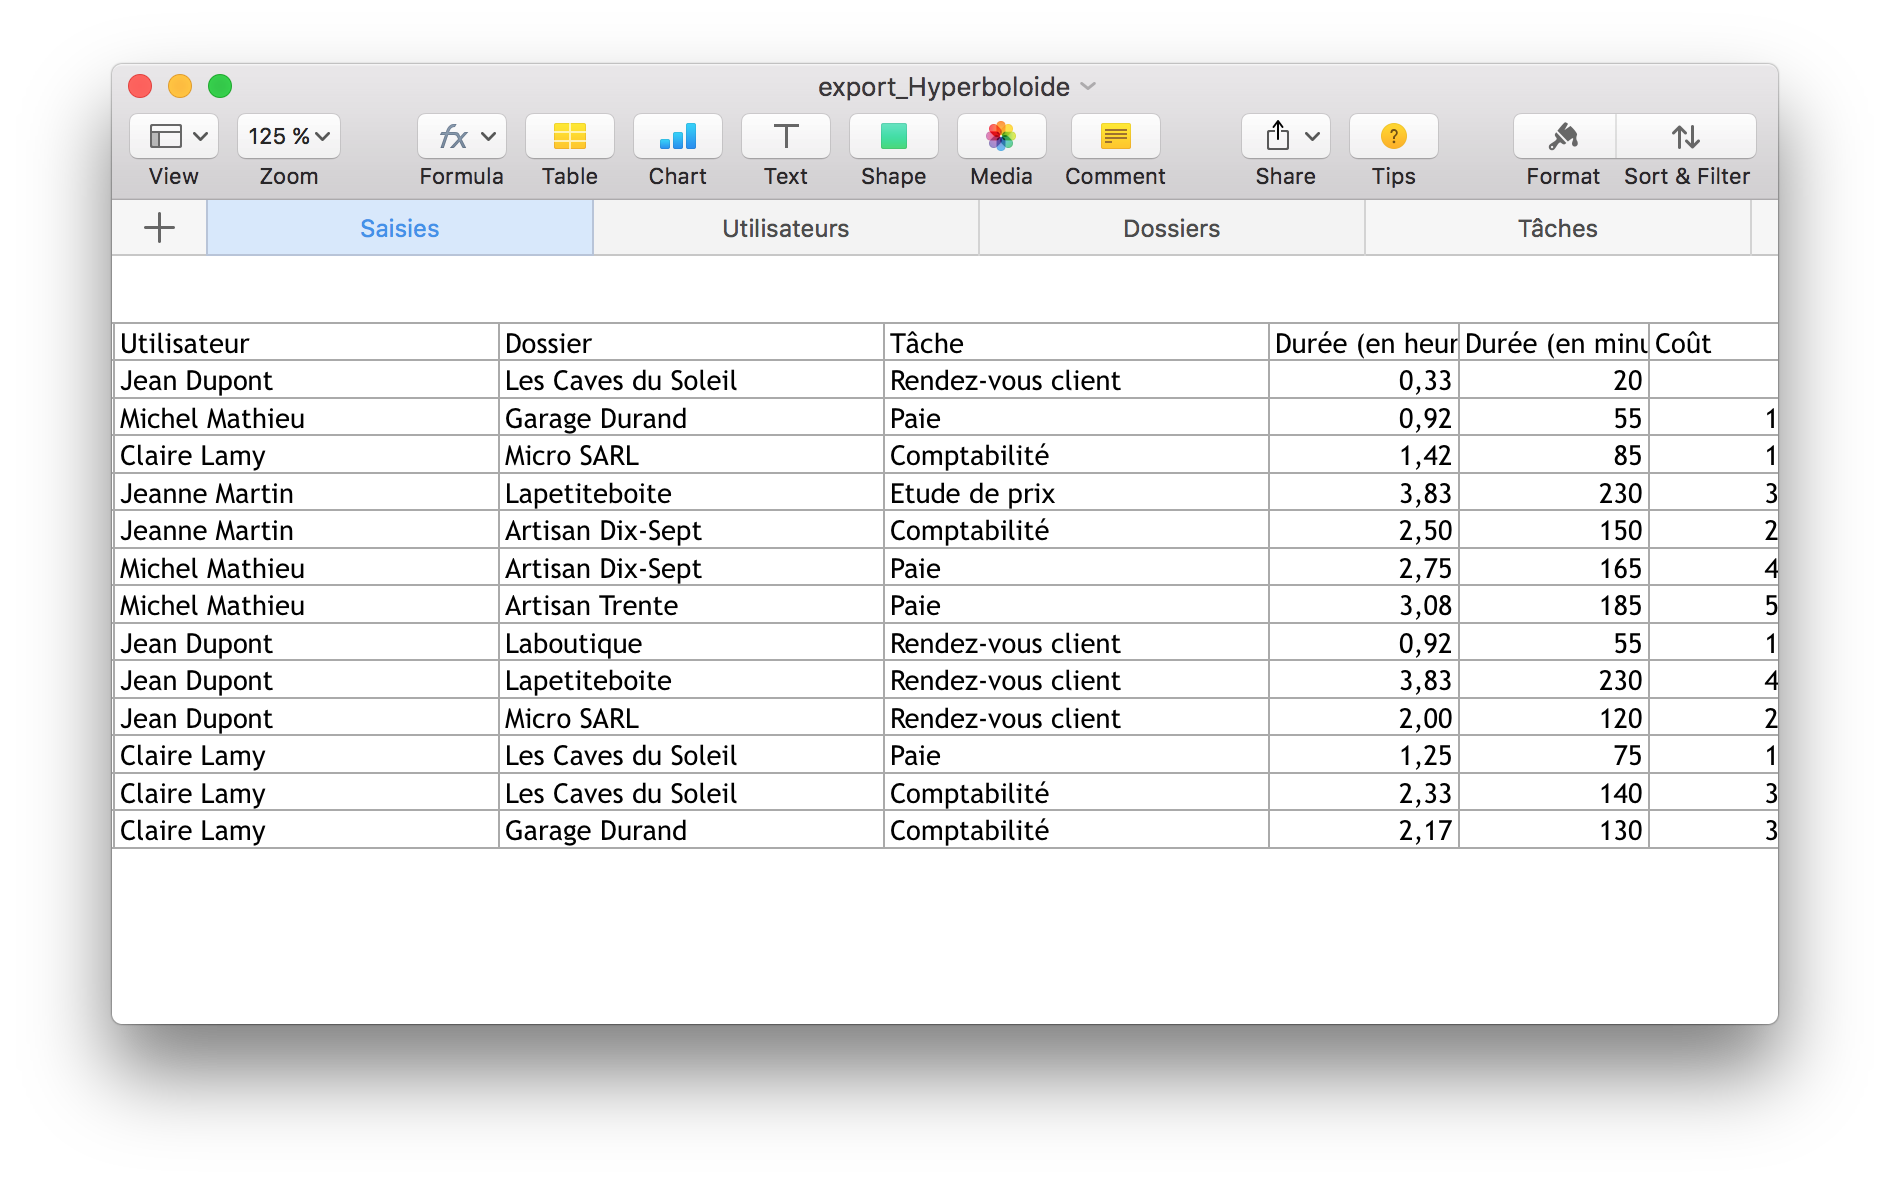 export_Hyperboloide
125 %
View Zoom Formula Table Chart Text Shape Media Comment Share Tips Format Sort & Filter
Saisies Utilisateurs Dossiers Tâches
Utilisateur Dossier Tâche Durée (en heur Durée (en minu Coût
Jean Dupont Les Caves du Soleil Rendez-vous client 0,33 20
Michel Mathieu Garage Durand Paie 0,92 55 1
Claire Lamy Micro SARL Comptabilité 1,42 85 1
Jeanne Martin Lapetiteboite Etude de prix 3,83 230 3
Jeanne Martin Artisan Dix-Sept Comptabilité 2,50 150 2
Michel Mathieu Artisan Dix-Sept Paie 2,75 165 4
Michel Mathieu Artisan Trente Paie 3,08 185 5
Jean Dupont Laboutique Rendez-vous client 0,92 55 1
Jean Dupont Lapetiteboite Rendez-vous client 3,83 230 4
Jean Dupont Micro SARL Rendez-vous client 2,00 120 2
Claire Lamy Les Caves du Soleil Paie 1,25 75 1
Claire Lamy Les Caves du Soleil Comptabilité 2,33 140 3
Claire Lamy Garage Durand Comptabilité 2,17 130 3